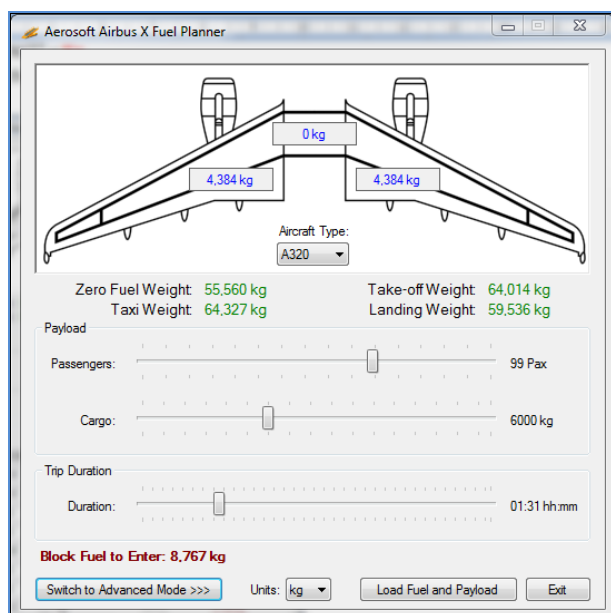 Aerosoft Airbus X Fuel Planner
0 kg
4,384 kg 4,384 kg
Aircraft Type:
A320
Zero Fuel Weight: 55,560 kg Take-off Weight: 64,014 kg
Taxi Weight: 64,327 kg Landing Weight: 59,536 kg
Payload
Passengers: 99 Pax
Cargo: 6000 kg
Trip Duration
Duration: 01:31 hh:mm
Block Fuel to Enter: 8,767 kg
Switch to Advanced Mode >>> Units: kg Load Fuel and Payload Exit